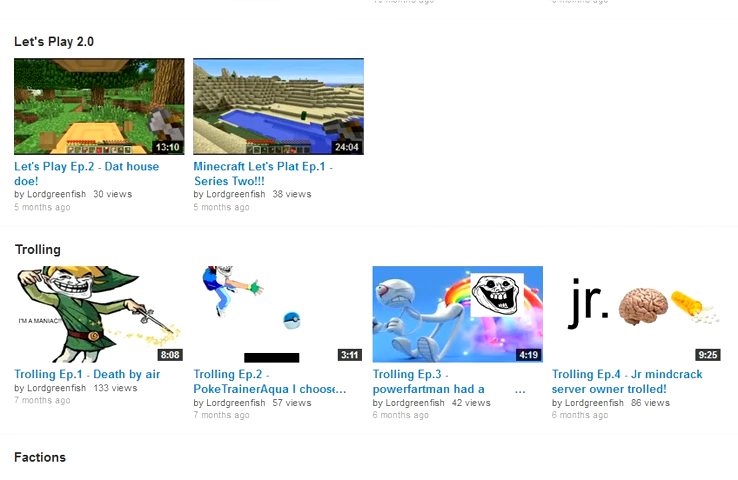 Let's Play 2.0
13:10
24:04
Let's Play Ep.2 - Dat house
doe!
by Lordgreenfish 30 views
5 months ago
Minecraft Let's Plat Ep.1 -
Series Two!!!
by Lordgreenfish 38 views
5 months ago
Trolling
I'M A MANIAC!!
8:08
3:11
4:19
jr.
9:25
Trolling Ep.1 - Death by air
by Lordgreenfish 133 views
7 months ago
Trolling Ep.2 -
PokeTrainerAqua I choose...
by Lordgreenfish 57 views
7 months ago
Trolling Ep.3 -
powerfartman had a ...
by Lordgreenfish 42 views
6 months ago
Trolling Ep.4 - Jr mindcrack
server owner trolled!
by Lordgreenfish 86 views
6 months ago
Factions